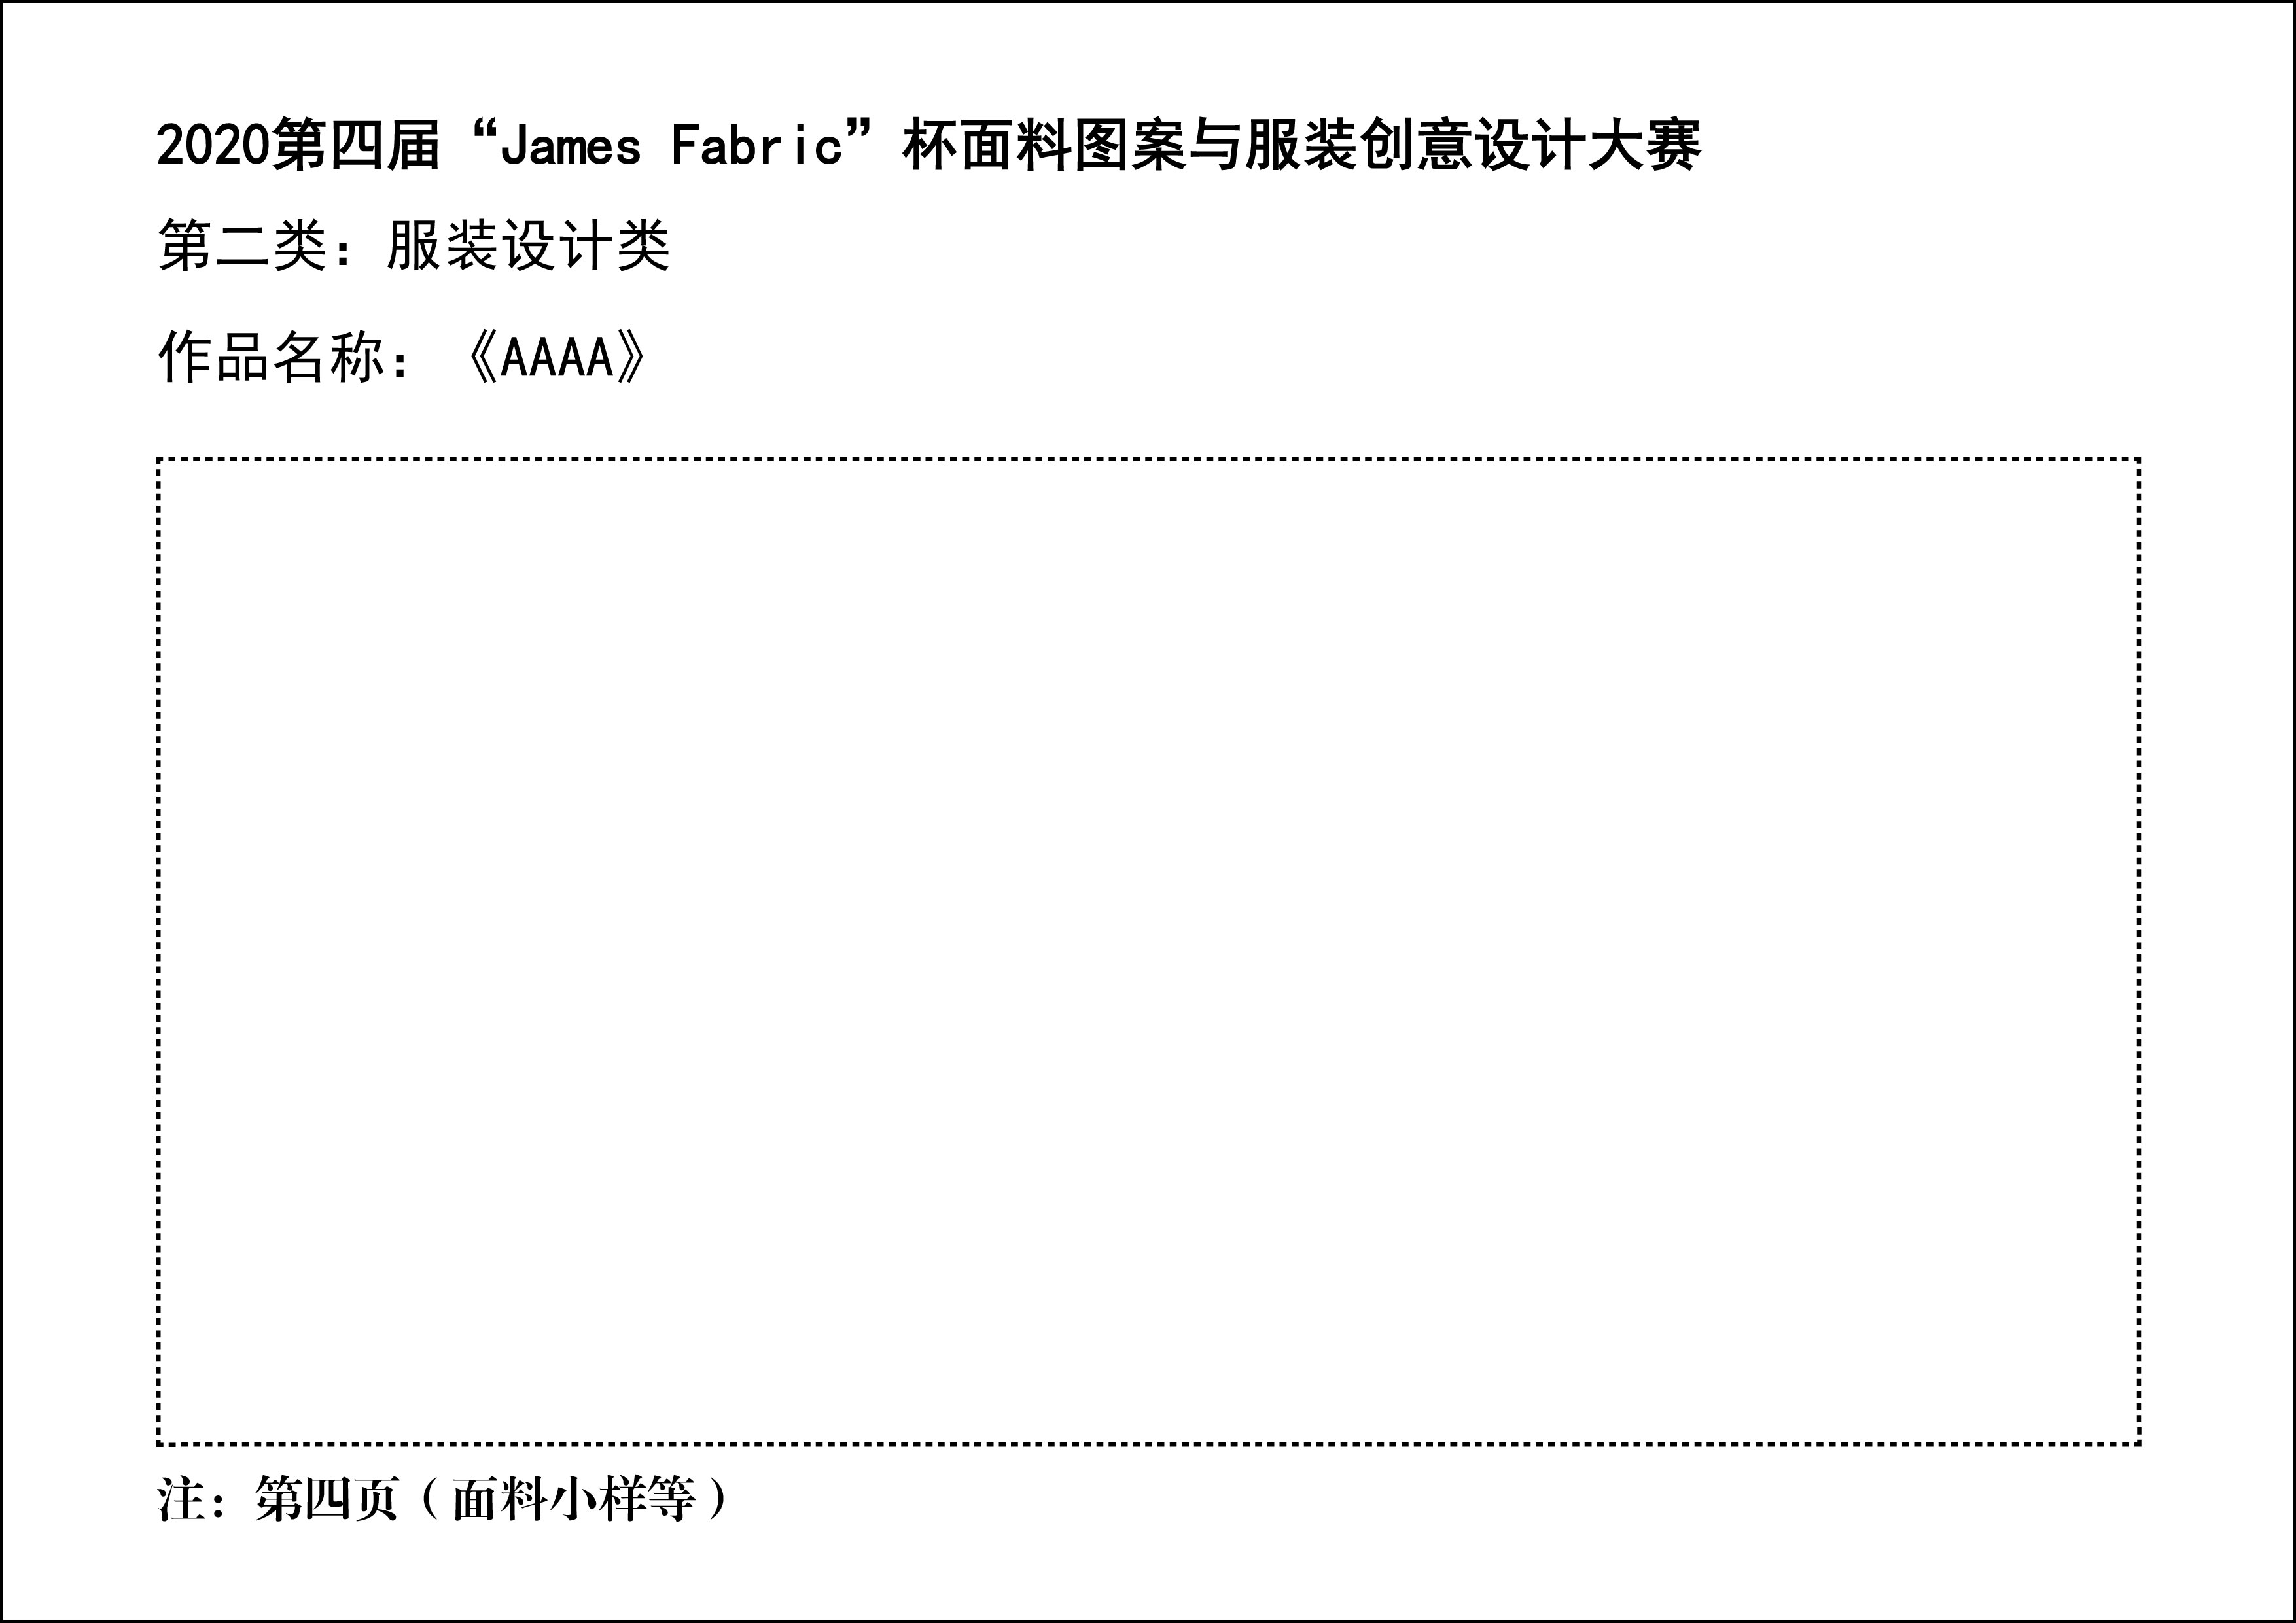 2020第四届“James Fabric”杯面料图案与服装创意设计大赛
第二类：服装设计类
作品名称：《AAAA》
注：第四页（面料小样等）